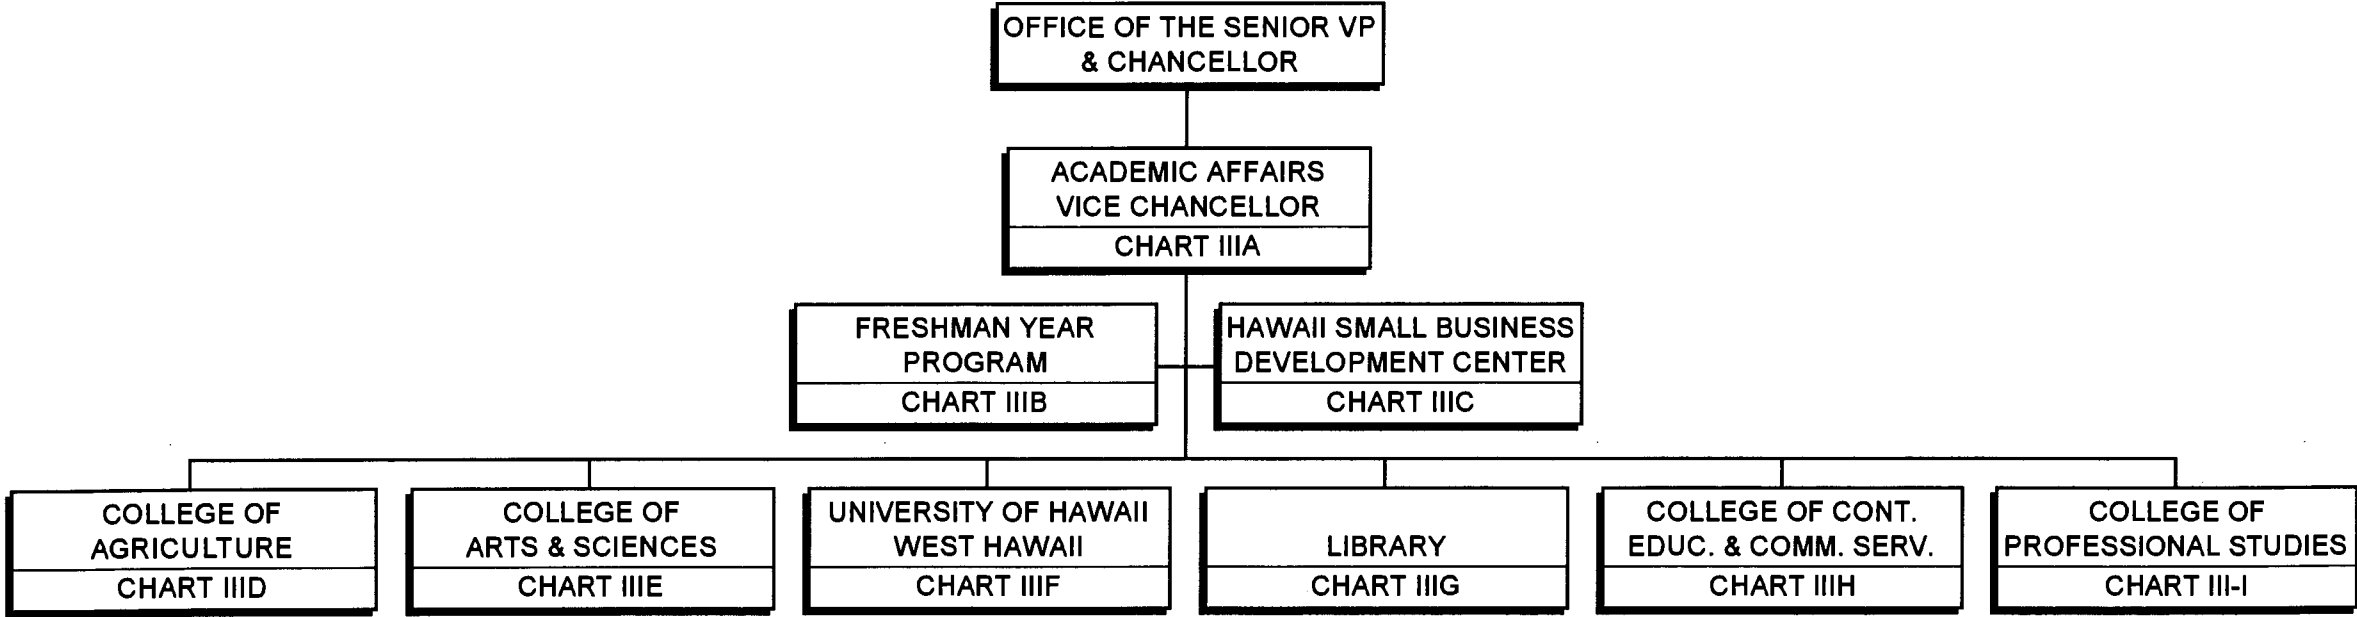 OFFICE OF THE SENIOR VP
& CHANCELLOR
ACADEMIC AFFAIRS
VICE CHANCELLOR
CHART IIIA
FRESHMAN YEAR
PROGRAM
CHART IIIB
HAWAII SMALL BUSINESS
DEVELOPMENT CENTER
CHART IIIC
COLLEGE OF
AGRICULTURE
CHART IIID
COLLEGE OF
ARTS & SCIENCES
CHART IIIE
UNIVERSITY OF HAWAII
WEST HAWAII
CHART IIIF
LIBRARY
CHART IIIG
COLLEGE OF CONT.
EDUC. & COMM. SERV.
CHART IIIH
COLLEGE OF
PROFESSIONAL STUDIES
CHART III-I